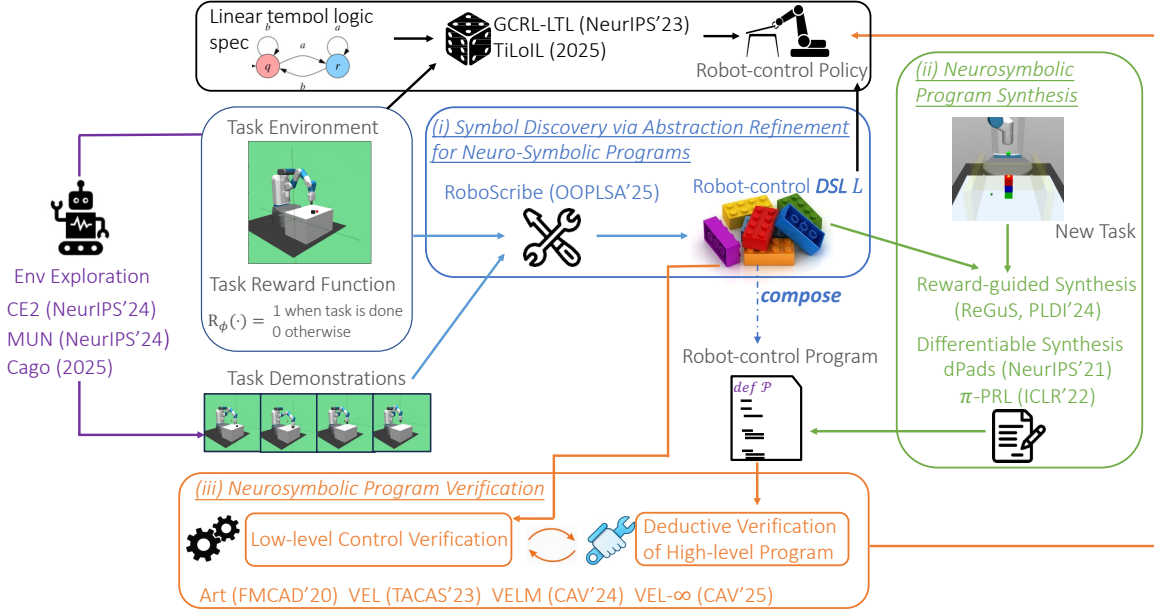 Linear tempol logic
spec
b
a
a
q
r
b
GCRL-LTL (NeurIPS'23)
TiLoIL (2025)
Robot-control Policy
(ii) Neurosymbolic
Program Synthesis
New Task
Reward-guided Synthesis
(ReGuS, PLDI'24)
Differentiable Synthesis
dPads (NeurIPS'21)
π-PRL (ICLR'22)
Task Environment
Task Reward Function
R𝜙(·) = 1 when task is done
0 otherwise
(i) Symbol Discovery via Abstraction Refinement
for Neuro-Symbolic Programs
RoboScribe (OOPLSA'25)
Robot-control DSL L
compose
Env Exploration
CE2 (NeurIPS'24)
MUN (NeurIPS'24)
Cago (2025)
Task Demonstrations
Robot-control Program
def 𝒫
(iii) Neurosymbolic Program Verification
Low-level Control Verification
Deductive Verification
of High-level Program
Art (FMCAD'20) VEL (TACAS'23) VELM (CAV'24) VEL-∞ (CAV'25)